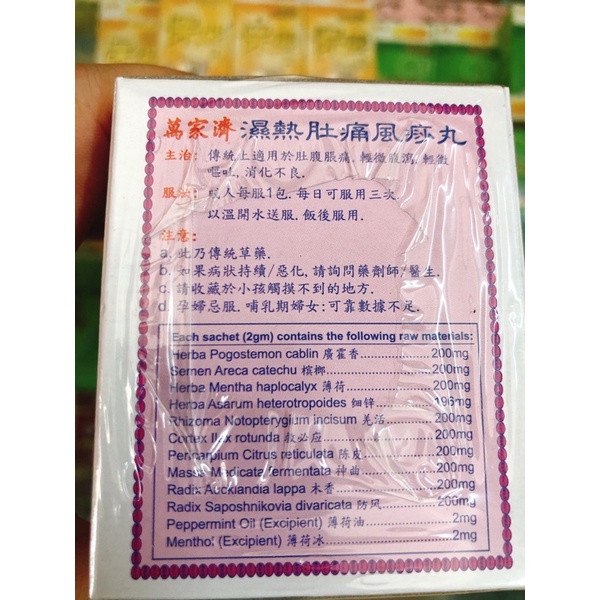 萬家濟 濕熱肚痛風痧丸
主治: 傳統上適用於肚腹脹痛, 輕微腹瀉, 輕微
嘔吐, 消化不良.
服法: 成人每服1包, 每日可服用三次.
以溫開水送服. 飯後服用.
注意:
a. 此乃傳統草藥.
b. 如果病狀持續/惡化, 請詢問藥劑師/醫生.
c. 請收藏於小孩觸摸不到的地方.
d. 孕婦忌服. 哺乳期婦女: 可靠數據不足.
Each sachet (2gm) contains the following raw materials:
Herba Pogostemon cablin 廣霍香 200mg
Semen Areca catechu 槟榔 200mg
Herba Mentha haplocalyx 薄荷 200mg
Herba Asarum heterotropoides 细锌 196mg
Rhizoma Notopterygium incisum 羌活 200mg
Cortex Ilex rotunda 救必应 200mg
Pericarpium Citrus reticulata 陈皮 200mg
Massa Medicata fermentata 神曲 200mg
Radix Aucklandia lappa 木香 200mg
Radix Saposhnikovia divaricata 防风 200mg
Peppermint Oil (Excipient) 薄荷油 2mg
Menthol (Excipient) 薄荷冰 2mg